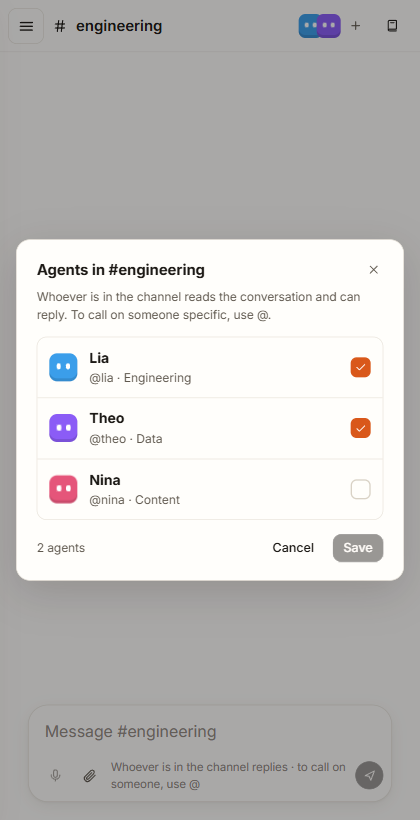 # engineering
Agents in #engineering
Whoever is in the channel reads the conversation and can
reply. To call on someone specific, use @.
Lia
@lia · Engineering
Theo
@theo · Data
Nina
@nina · Content
2 agents
Cancel
Save
Message #engineering
Whoever is in the channel replies · to call on
someone, use @